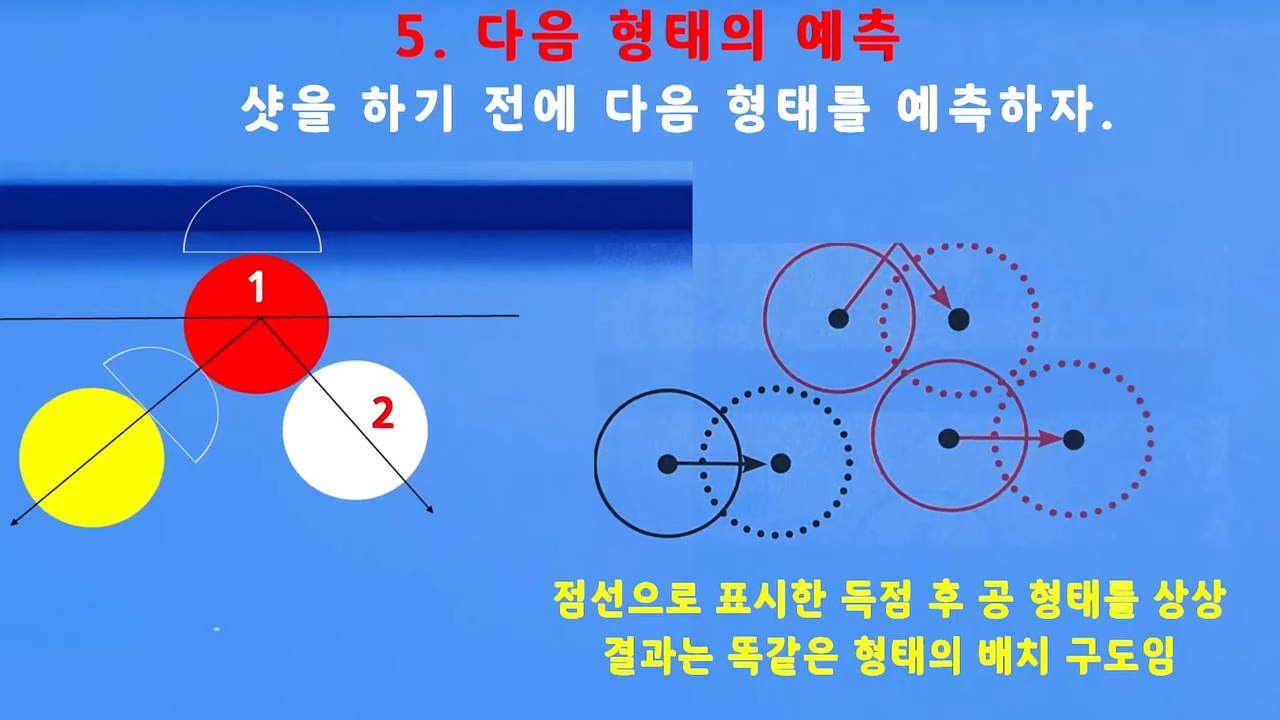 5. 다음 형태의 예측
샷을 하기 전에 다음 형태를 예측하자.
1
2
점선으로 표시한 득점 후 공 형태를 상상
결과는 똑같은 형태의 배치 구도임